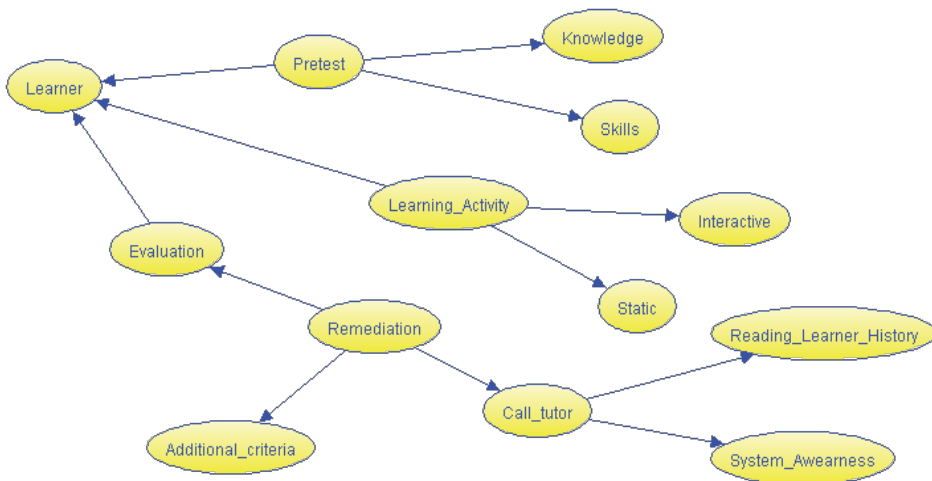 Knowledge
Pretest
Learner
Skills
Learning_Activity
Interactive
Evaluation
Static
Remediation
Reading_Learner_History
Call_tutor
Additional_criteria
System_Awearness